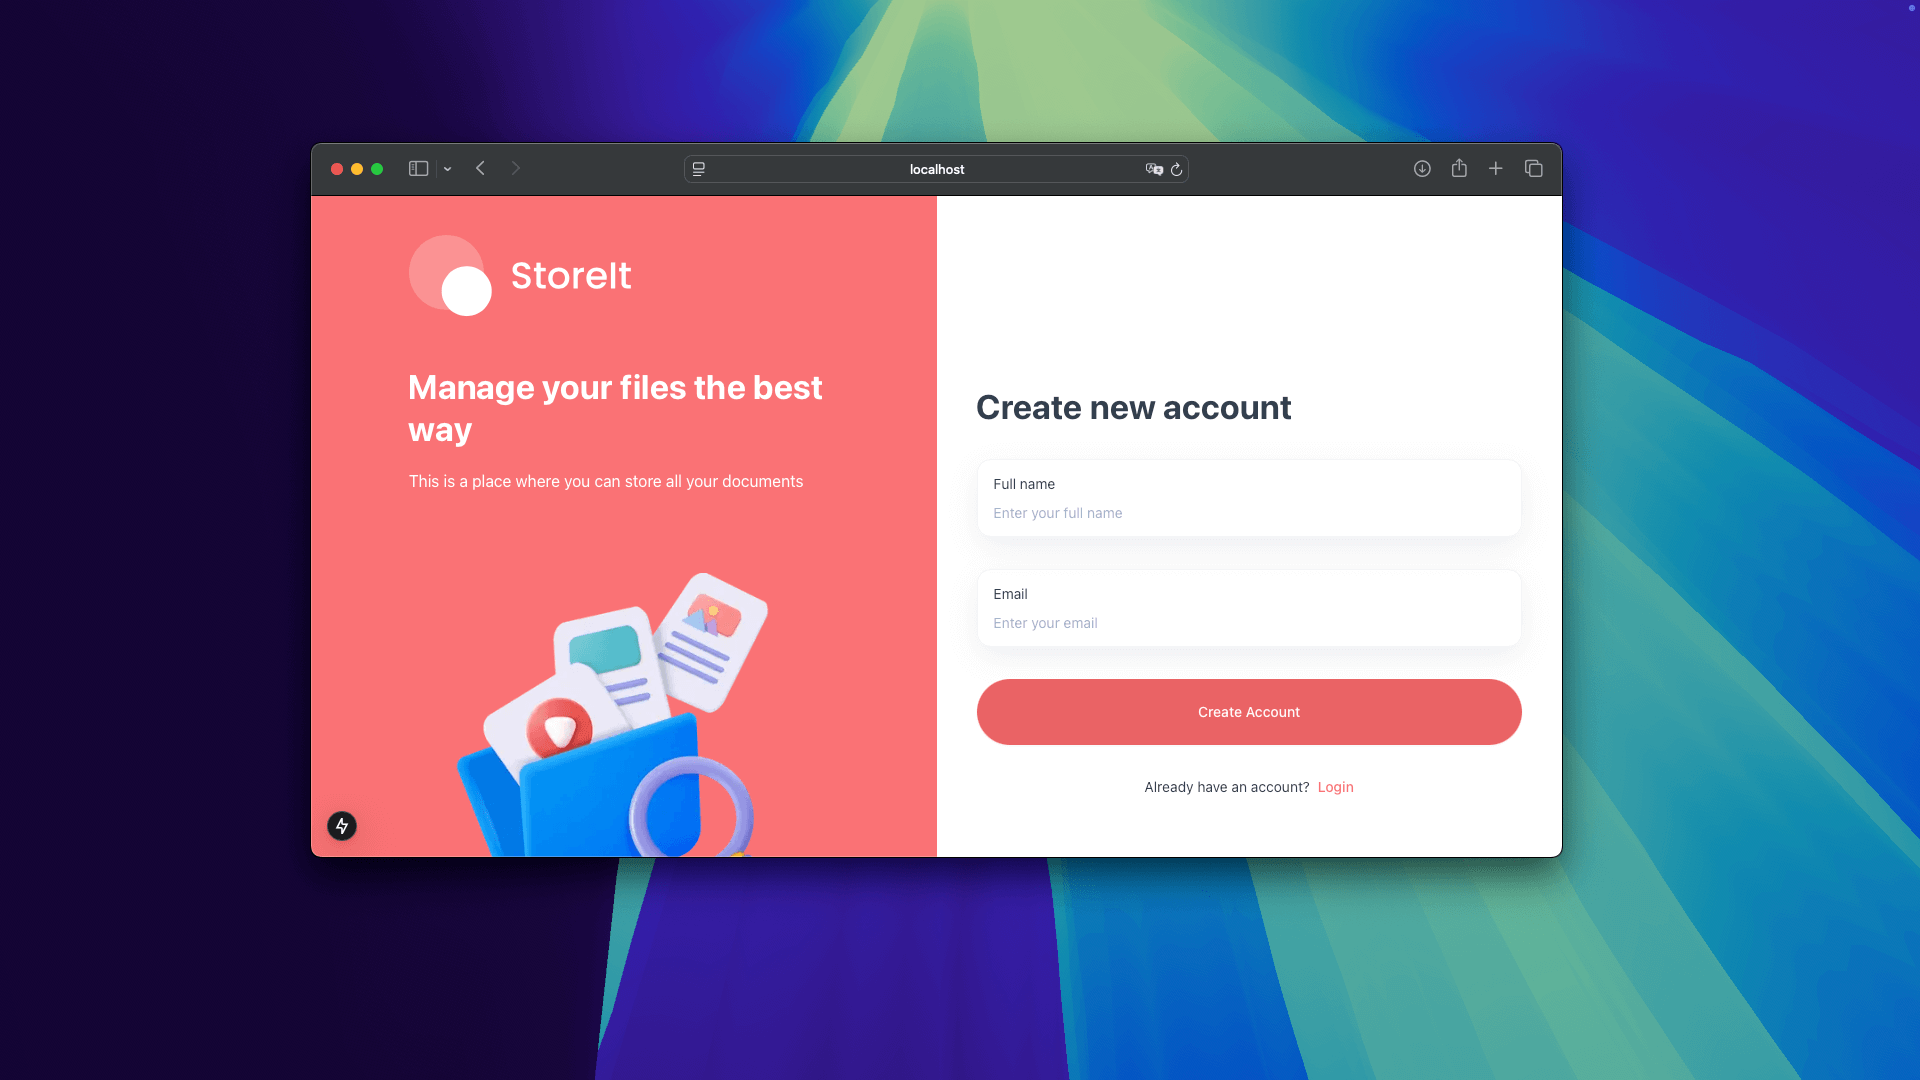 localhost
StoreIt
Manage your files the best
way
This is a place where you can store all your documents
Create new account
Full name
Enter your full name
Email
Enter your email
Create Account
Already have an account? Login